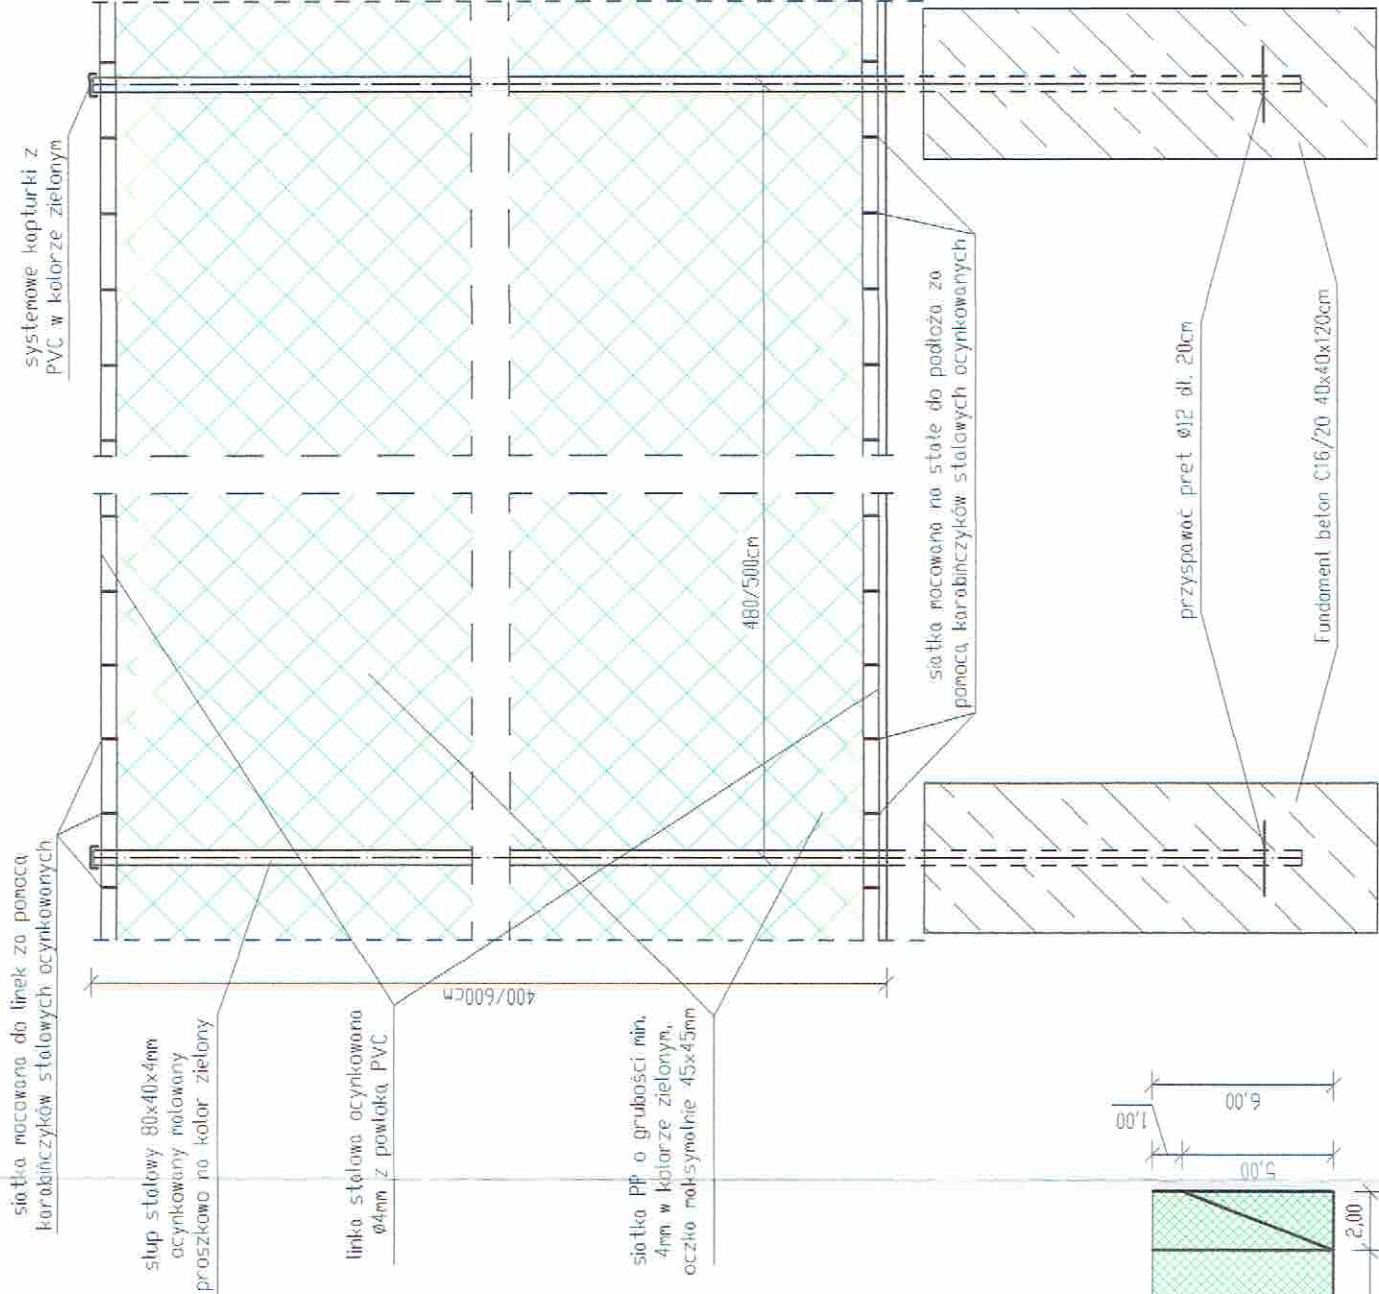 siatka mocowana do linek za pomocą
karabińczyków stalowych ocynkowanych
systemowe kapturki z
PVC w kolorze zielonym
słup stalowy 80x40x4mm
ocynkowany malowany
proszkowo na kolor zielony
linka stalowa ocynkowana
ø4mm z powłoką PVC
siatka PP o grubości min.
4mm w kolorze zielonym,
oczko maksymalnie 45x45mm
400/600cm
480/500cm
siatka mocowana na stałe do podłoża za
pomocą karabińczyków stalowych ocynkowanych
przyspawać pręt ø12 dł. 20cm
Fundament beton C16/20 40x40x120cm
1,00
6,00
5,00
2,00